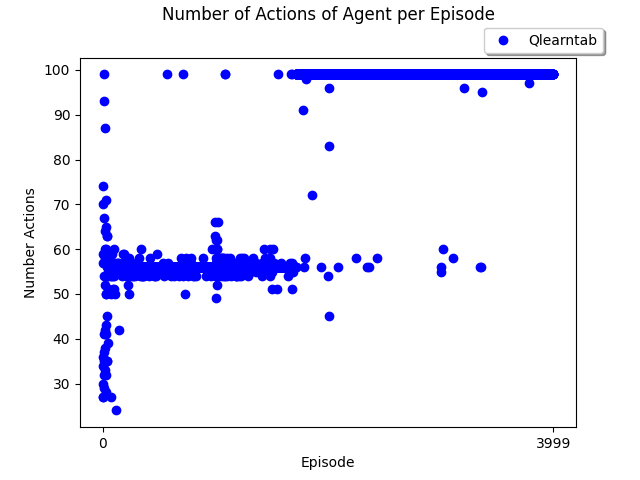 Number of Actions of Agent per Episode
Qlearntab
100
90
80
70
60
50
40
30
Number Actions
0 3999
Episode